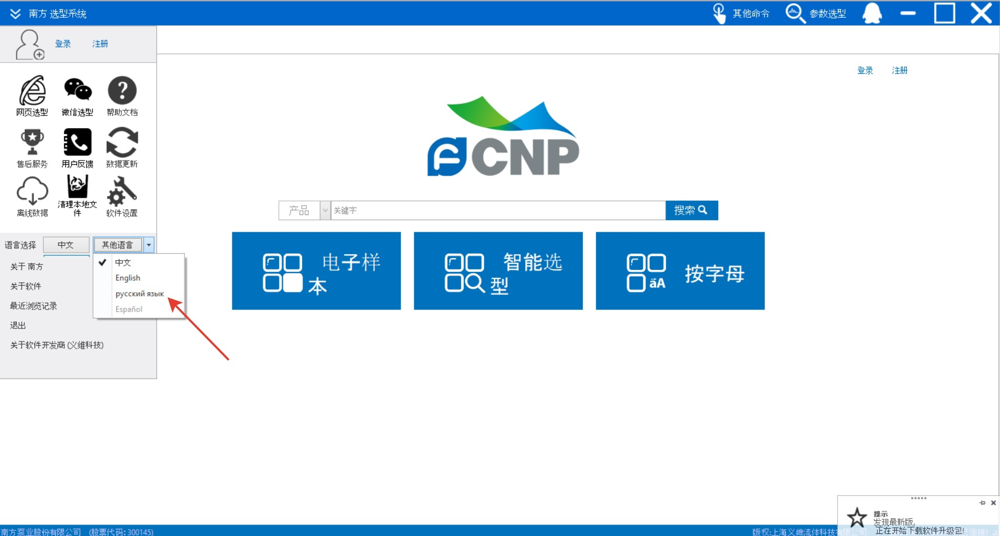 南方 选型系统
其他命令
参数选型
登录
注册
登录
注册
网页选型
微信选型
帮助文档
CNP
售后服务
用户反馈
数据更新
离线数据
清理本地文
件
软件设置
产品
关键字
搜索
语言选择
中文
其他语言
中文
English
русский язык
Español
关于 南方
关于软件
最近浏览记录
退出
关于软件开发商 (义维科技)
电子样
本
智能选
型
āA
按字母
提示
发现最新版,
正在开始下载软件升级包!
南方泵业股份有限公司 (股票代码: 300145)
版权:上海义维流体科技有限公司